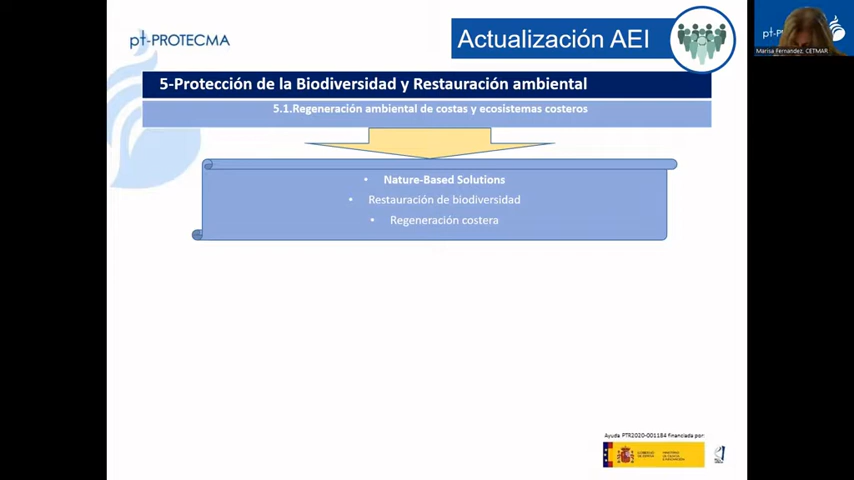 pt-PROTECMA
Actualización AEI
Marisa Fernandez. CETMAR
5-Protección de la Biodiversidad y Restauración ambiental
5.1.Regeneración ambiental de costas y ecosistemas costeros
• Nature-Based Solutions
• Restauración de biodiversidad
• Regeneración costera
Ayuda PTR2020-001184 financiada por: